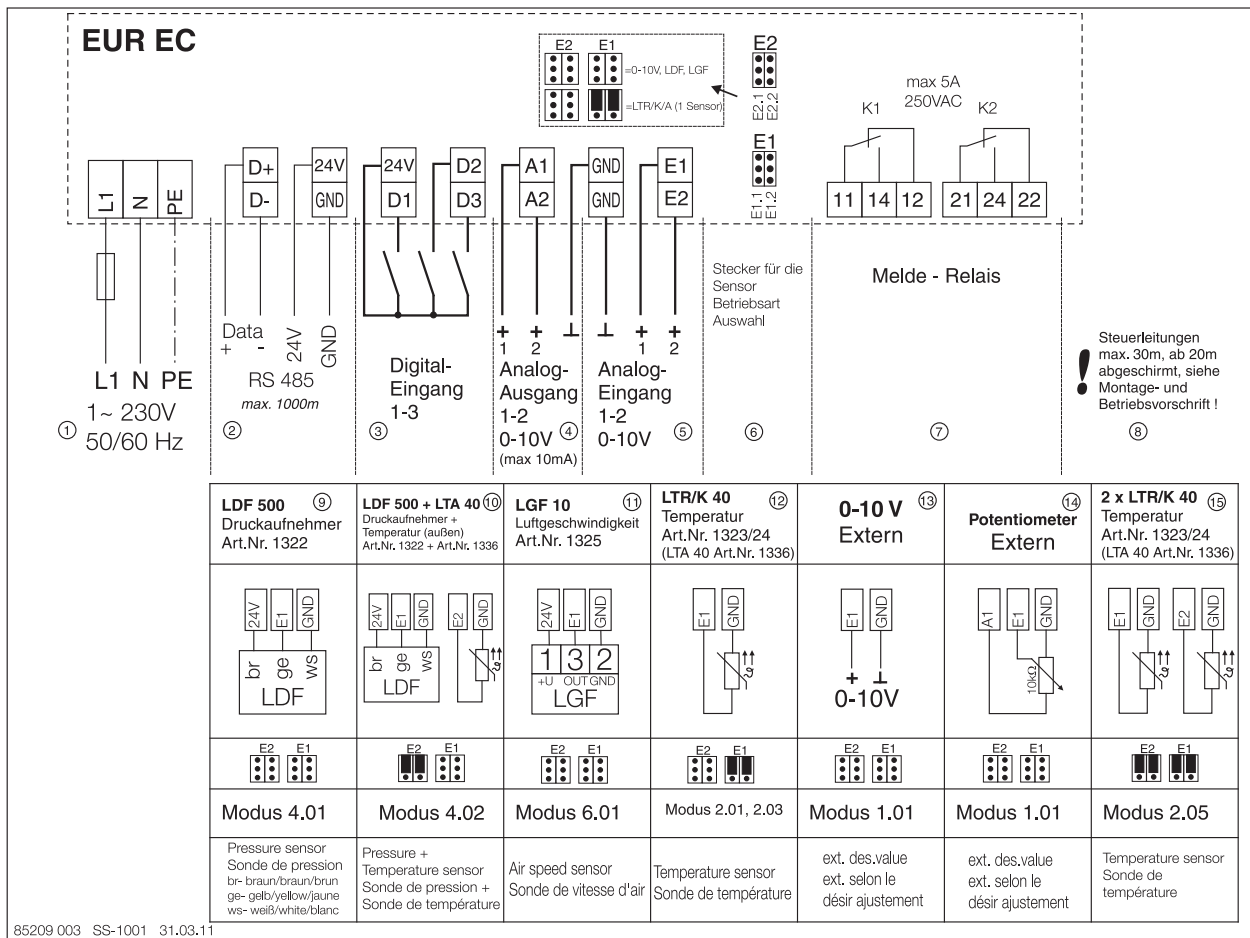 EUR EC
E2 E1
=0-10V, LDF, LGF
=LTR/K/A (1 Sensor)
E2
E2.1
E2.2
E1
E1.1
E1.2
max 5A
250VAC
K1 K2
L1 N PE
D+ 24V
D- GND
24V D2
D1 D3
A1 GND E1
A2 GND E2
11 14 12
21 24 22
L1 N PE
1~ 230V
50/60 Hz
①
Data
+ - 24V GND
RS 485
max. 1000m
②
Digital-
Eingang
1-3
③
+ + ⊥
1 2
Analog-
Ausgang
1-2
0-10V
(max 10mA)
④
⊥ + +
1 2
Analog-
Eingang
1-2
0-10V
⑤
Stecker für die
Sensor
Betriebsart
Auswahl
⑥
Melde - Relais
⑦
!
Steuerleitungen
max. 30m, ab 20m
abgeschirmt, siehe
Montage- und
Betriebsvorschrift !
⑧
LDF 500 ⑨
Druckaufnehmer
Art.Nr. 1322
LDF 500 + LTA 40 ⑩
Druckaufnehmer +
Temperatur (außen)
Art.Nr. 1322 + Art.Nr. 1336
LGF 10 ⑪
Luftgeschwindigkeit
Art.Nr. 1325
LTR/K 40 ⑫
Temperatur
Art.Nr. 1323/24
(LTA 40 Art.Nr. 1336)
0-10 V ⑬
Extern
⑭
Potentiometer
Extern
2 x LTR/K 40 ⑮
Temperatur
Art.Nr. 1323/24
(LTA 40 Art.Nr. 1336)
24V E1 GND
br ge ws
LDF
24V E1 GND E2 GND
br ge ws
LDF
ϑ
24V E1 GND
1 3 2
+U OUT GND
LGF
E1 GND
ϑ
E1 GND
+ ⊥
0-10V
A1 E1 GND
10kΩ
E1 GND E2 GND
ϑ ϑ
E2 E1
E2 E1
E2 E1
E2 E1
E2 E1
E2 E1
E2 E1
Modus 4.01
Modus 4.02
Modus 6.01
Modus 2.01, 2.03
Modus 1.01
Modus 1.01
Modus 2.05
Pressure sensor
Sonde de pression
br- braun/braun/brun
ge- gelb/yellow/jaune
ws- weiß/white/blanc
Pressure +
Temperature sensor
Sonde de pression +
Sonde de température
Air speed sensor
Sonde de vitesse d'air
Temperature sensor
Sonde de température
ext. des.value
ext. selon le
désir ajustement
ext. des.value
ext. selon le
désir ajustement
Temperature sensor
Sonde de
température
85209 003 SS-1001 31.03.11